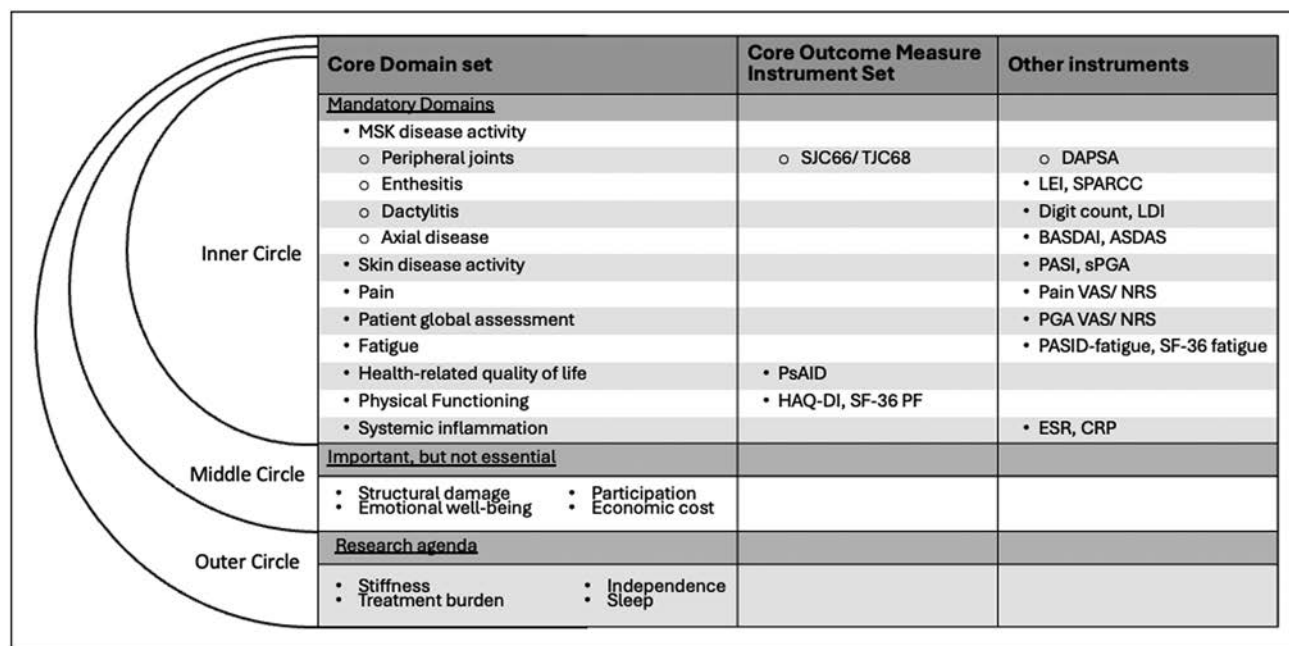 Core Domain set
Core Outcome Measure
Instrument Set
Other instruments
Mandatory Domains
• MSK disease activity
o Peripheral joints
o SJC66/ TJC68
o DAPSA
o Enthesitis
• LEI, SPARCC
o Dactylitis
• Digit count, LDI
o Axial disease
• BASDAI, ASDAS
Inner Circle
• Skin disease activity
• PASI, sPGA
• Pain
• Pain VAS/ NRS
• Patient global assessment
• PGA VAS/ NRS
• Fatigue
• PASID-fatigue, SF-36 fatigue
• Health-related quality of life
• PsAID
• Physical Functioning
• HAQ-DI, SF-36 PF
• Systemic inflammation
• ESR, CRP
Important, but not essential
Middle Circle
• Structural damage
• Participation
• Emotional well-being
• Economic cost
Research agenda
Outer Circle
• Stiffness
• Independence
• Treatment burden
• Sleep